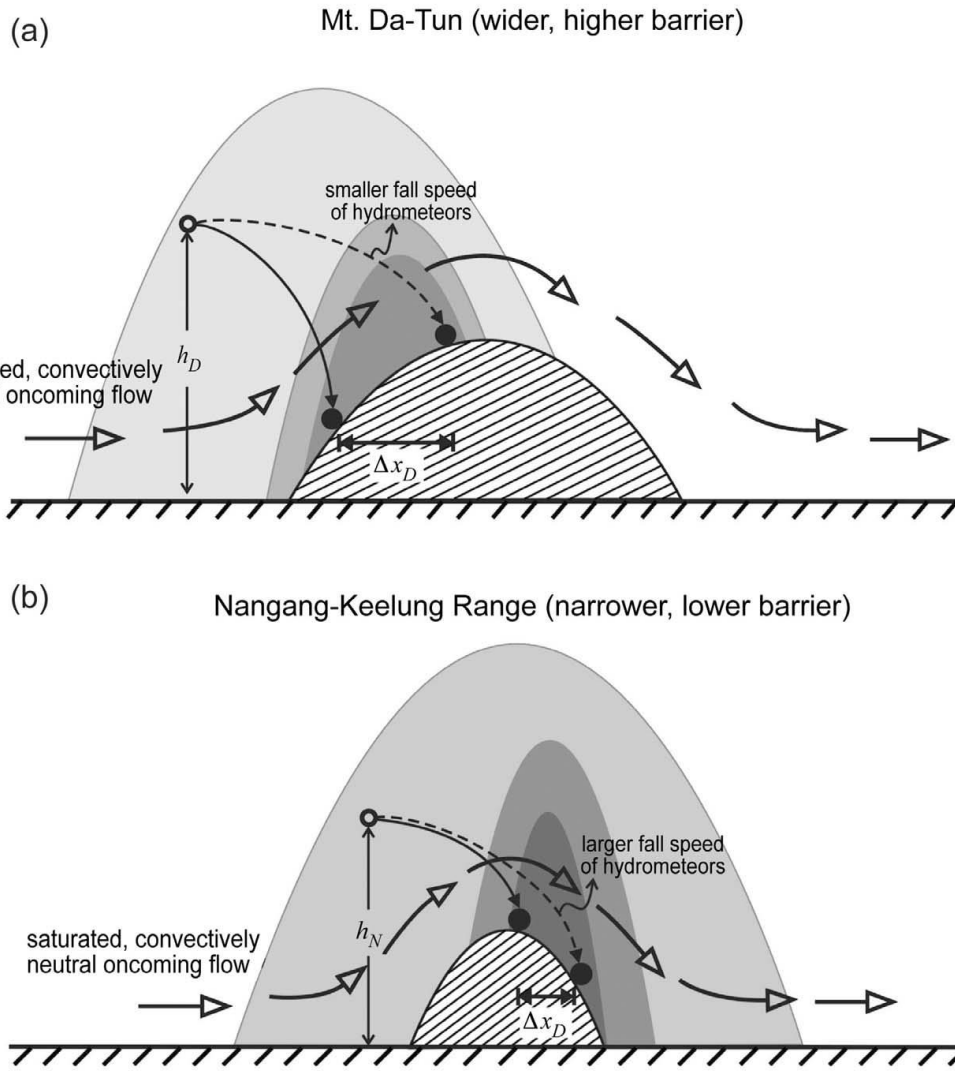 (a)
Mt. Da-Tun (wider, higher barrier)
smaller fall speed
of hydrometeors
ed, convectively
oncoming flow
h_D
Δx_D
(b)
Nangang-Keelung Range (narrower, lower barrier)
larger fall speed
of hydrometeors
saturated, convectively
neutral oncoming flow
h_N
Δx_D